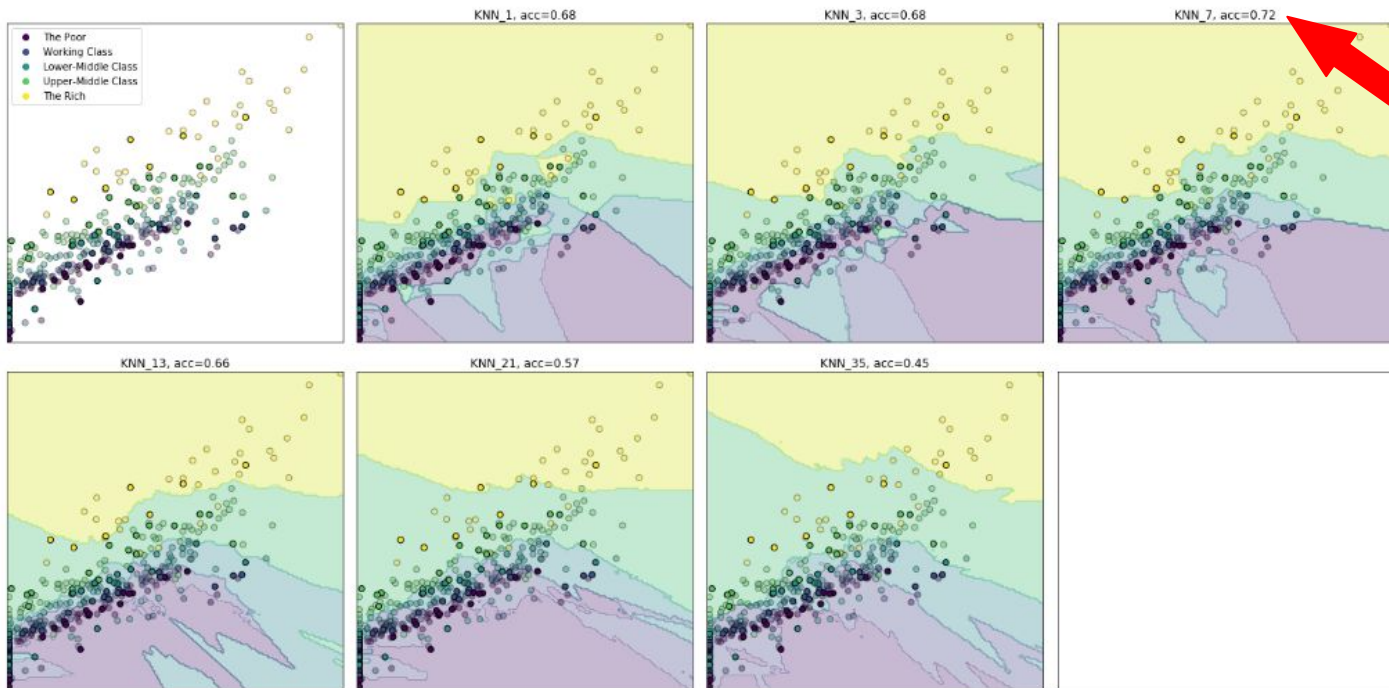 KNN_1, acc=0.68
KNN_3, acc=0.68
KNN_7, acc=0.72
The Poor
Working Class
Lower-Middle Class
Upper-Middle Class
The Rich
KNN_13, acc=0.66
KNN_21, acc=0.57
KNN_35, acc=0.45